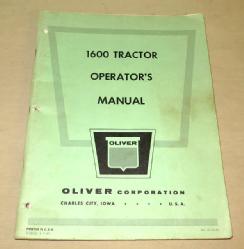 1600 TRACTOR
OPERATOR'S
MANUAL
OLIVER
OLIVER CORPORATION
CHARLES CITY, IOWA • • • • U.S.A.